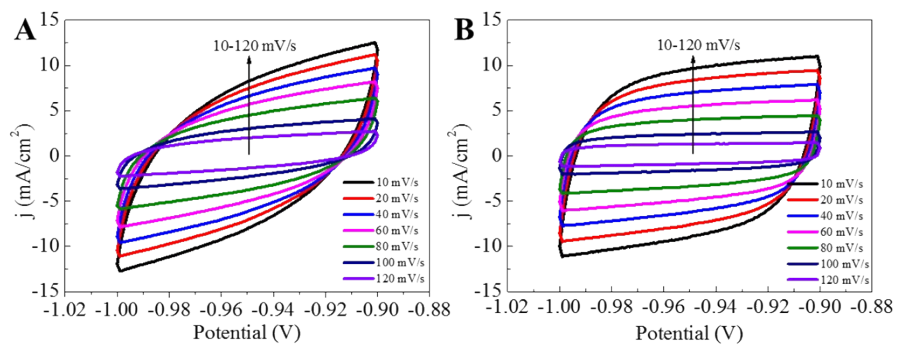 A
10-120 mV/s
15
10
5
0
-5
-10
-15
j (mA/cm²)
10 mV/s
20 mV/s
40 mV/s
60 mV/s
80 mV/s
100 mV/s
120 mV/s
-1.02 -1.00 -0.98 -0.96 -0.94 -0.92 -0.90 -0.88
Potential (V)
B
10-120 mV/s
15
10
5
0
-5
-10
-15
j (mA/cm²)
10 mV/s
20 mV/s
40 mV/s
60 mV/s
80 mV/s
100 mV/s
120 mV/s
-1.02 -1.00 -0.98 -0.96 -0.94 -0.92 -0.90 -0.88
Potential (V)